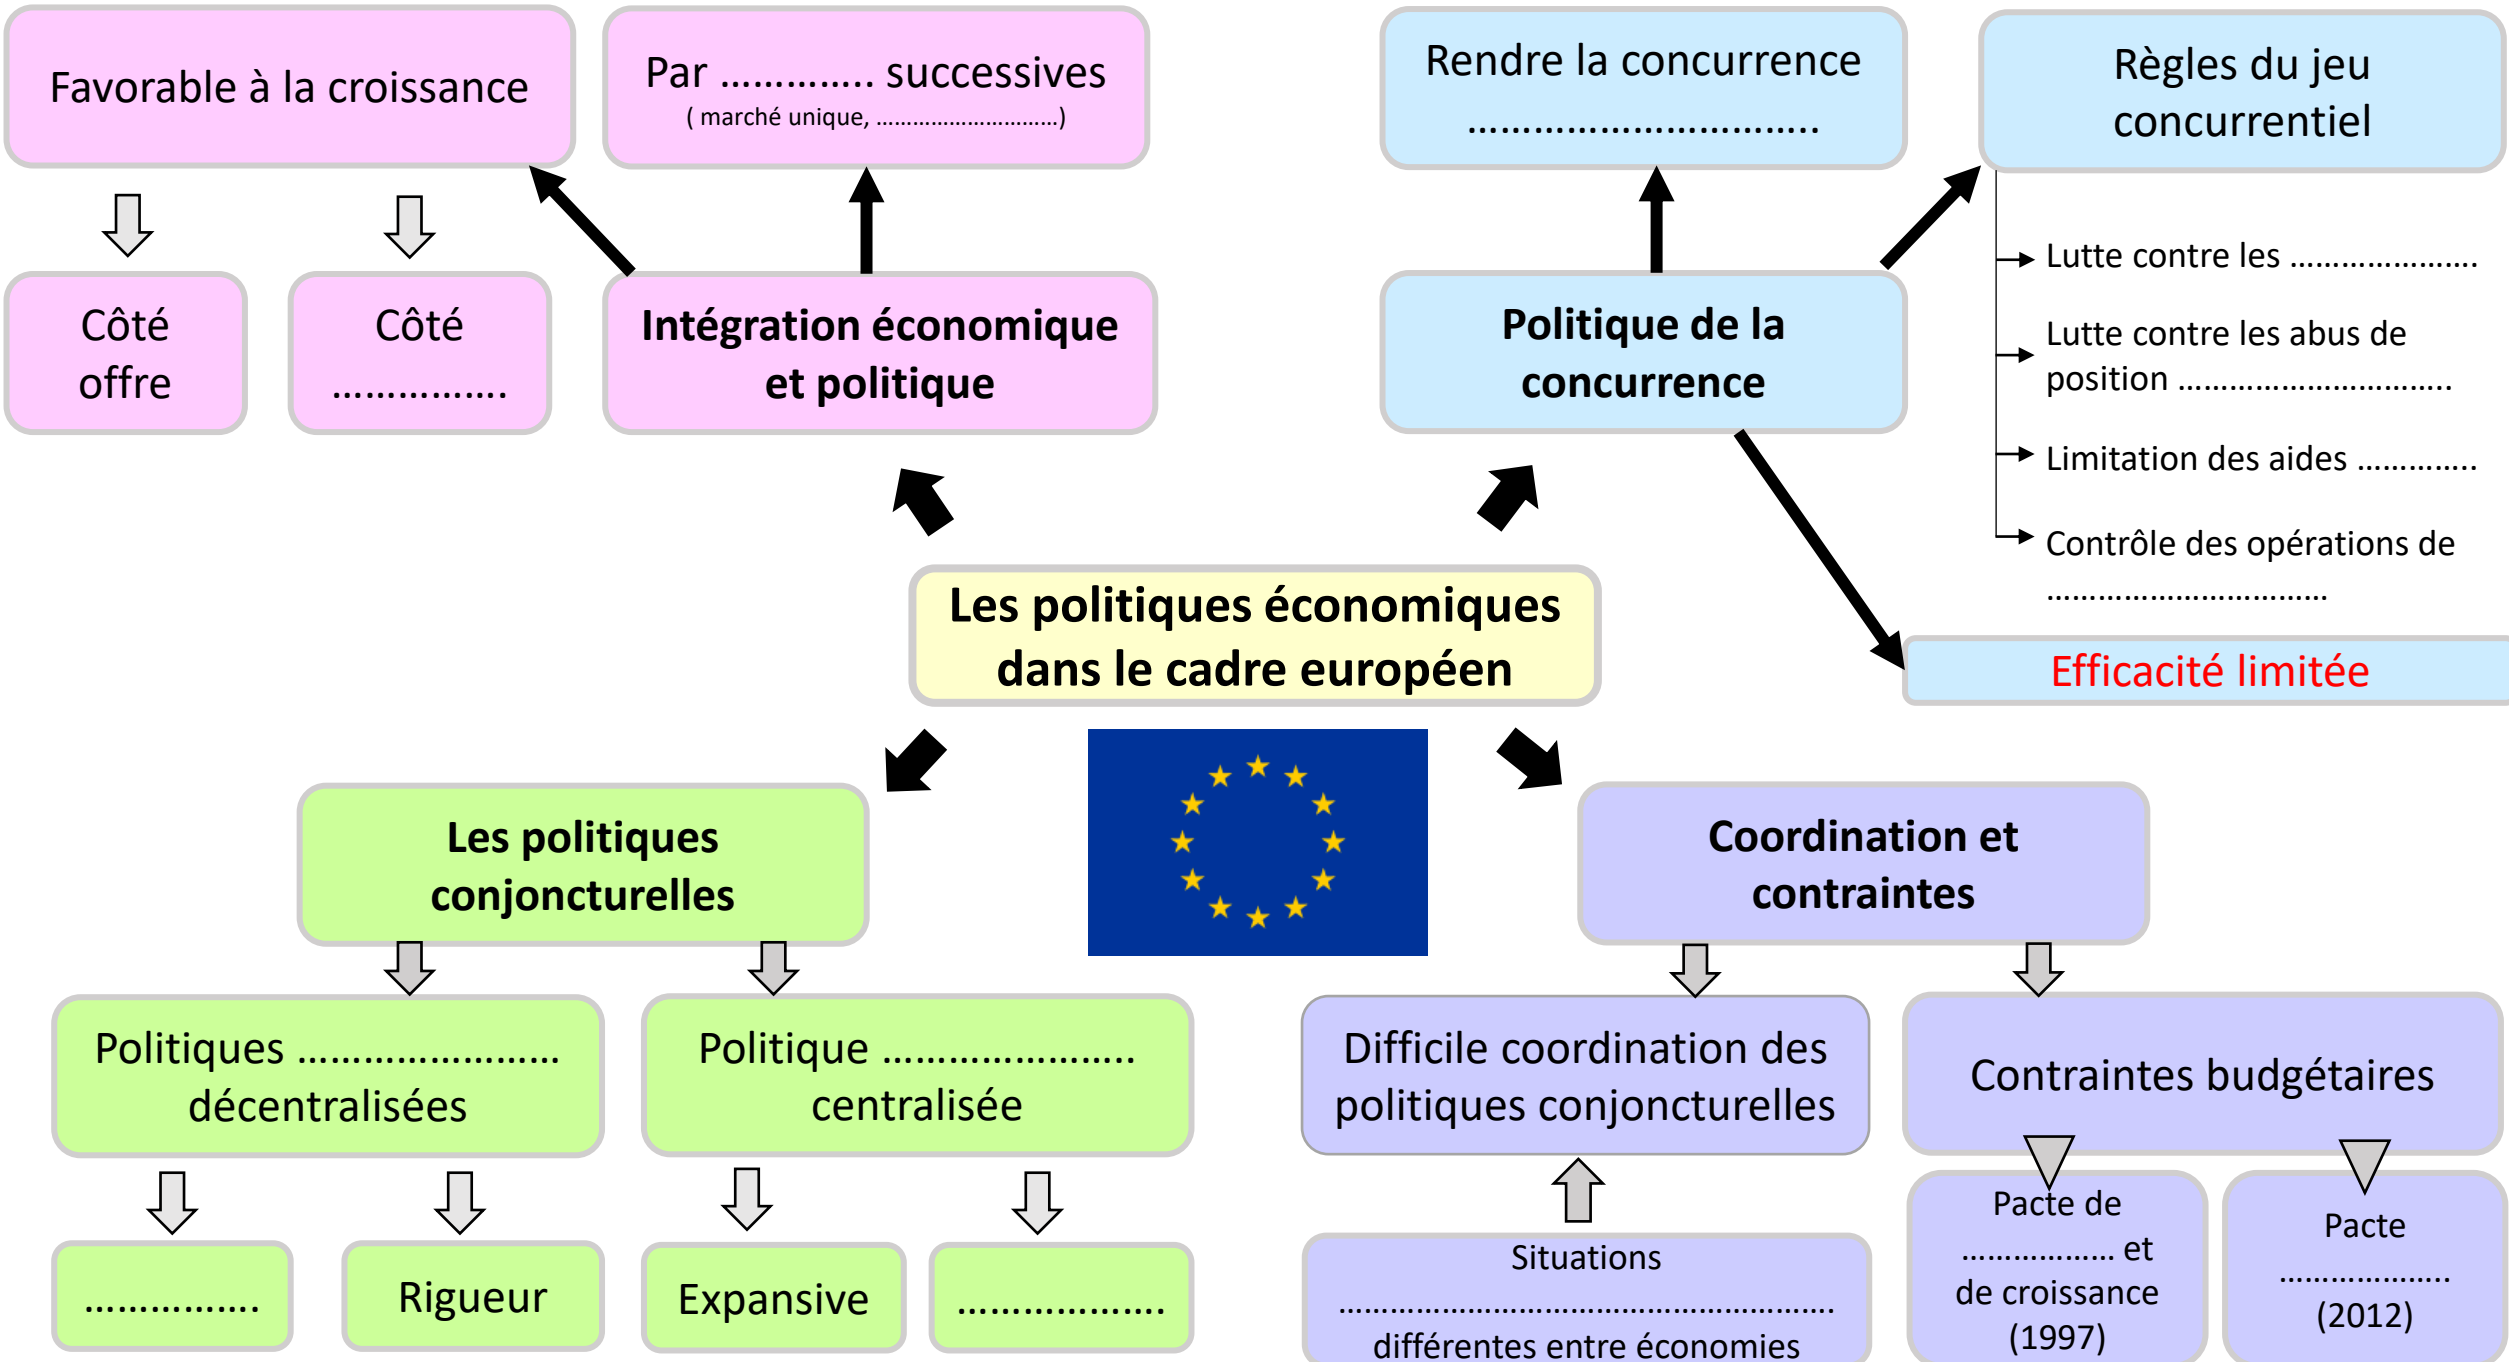 Favorable à la croissance
Par ………….. successives
( marché unique, …………………………)
Côté
offre
Côté
…………….
Intégration économique
et politique
Rendre la concurrence
…………………………..
Règles du jeu
concurrentiel
Politique de la
concurrence
Lutte contre les ………………….
Lutte contre les abus de
position …………………………..
Limitation des aides …………..
Contrôle des opérations de
……………………………
Efficacité limitée
Les politiques économiques
dans le cadre européen
Les politiques
conjoncturelles
Politiques ……………………
décentralisées
Politique …………………..
centralisée
…………….
Rigueur
Expansive
……………….
Coordination et
contraintes
Difficile coordination des
politiques conjoncturelles
Situations
………………………………………………….
différentes entre économies
Contraintes budgétaires
Pacte de
……………… et
de croissance
(1997)
Pacte
………………..
(2012)